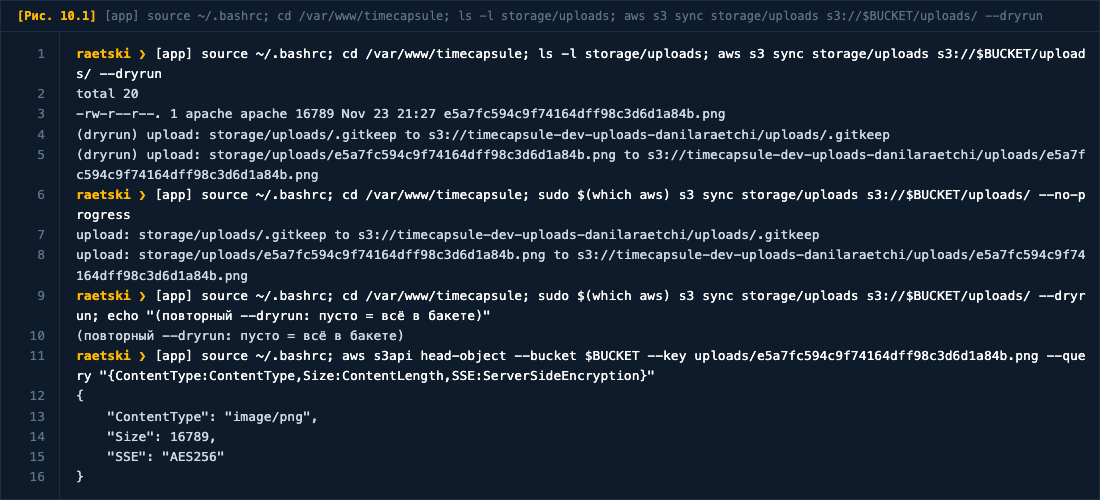 [Рис. 10.1] [app] source ~/.bashrc; cd /var/www/timecapsule; ls -l storage/uploads; aws s3 sync storage/uploads s3://$BUCKET/uploads/ --dryrun
1 raetski ❯ [app] source ~/.bashrc; cd /var/www/timecapsule; ls -l storage/uploads; aws s3 sync storage/uploads s3://$BUCKET/upload
s/ --dryrun
2 total 20
3 -rw-r--r--. 1 apache apache 16789 Nov 23 21:27 e5a7fc594c9f74164dff98c3d6d1a84b.png
4 (dryrun) upload: storage/uploads/.gitkeep to s3://timecapsule-dev-uploads-danilaraetchi/uploads/.gitkeep
5 (dryrun) upload: storage/uploads/e5a7fc594c9f74164dff98c3d6d1a84b.png to s3://timecapsule-dev-uploads-danilaraetchi/uploads/e5a7f
c594c9f74164dff98c3d6d1a84b.png
6 raetski ❯ [app] source ~/.bashrc; cd /var/www/timecapsule; sudo $(which aws) s3 sync storage/uploads s3://$BUCKET/uploads/ --no-p
rogress
7 upload: storage/uploads/.gitkeep to s3://timecapsule-dev-uploads-danilaraetchi/uploads/.gitkeep
8 upload: storage/uploads/e5a7fc594c9f74164dff98c3d6d1a84b.png to s3://timecapsule-dev-uploads-danilaraetchi/uploads/e5a7fc594c9f74
164dff98c3d6d1a84b.png
9 raetski ❯ [app] source ~/.bashrc; cd /var/www/timecapsule; sudo $(which aws) s3 sync storage/uploads s3://$BUCKET/uploads/ --dryr
un; echo "(повторный --dryrun: пусто = всё в бакете)"
10 (повторный --dryrun: пусто = всё в бакете)
11 raetski ❯ [app] source ~/.bashrc; aws s3api head-object --bucket $BUCKET --key uploads/e5a7fc594c9f74164dff98c3d6d1a84b.png --que
ry "{ContentType:ContentType,Size:ContentLength,SSE:ServerSideEncryption}"
12 {
13 "ContentType": "image/png",
14 "Size": 16789,
15 "SSE": "AES256"
16 }